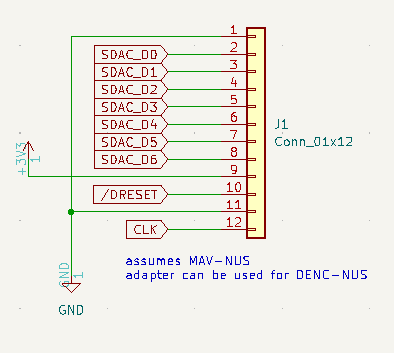 1
SDAC_D0 2
SDAC_D1 3
SDAC_D2 4
SDAC_D3 5
SDAC_D4 6
SDAC_D5 7
SDAC_D6 8
9
/DRESET 10
11
CLK 12
J1
Conn_01x12
+3V3
1
assumes MAV-NUS
adapter can be used for DENC-NUS
GND
1
GND